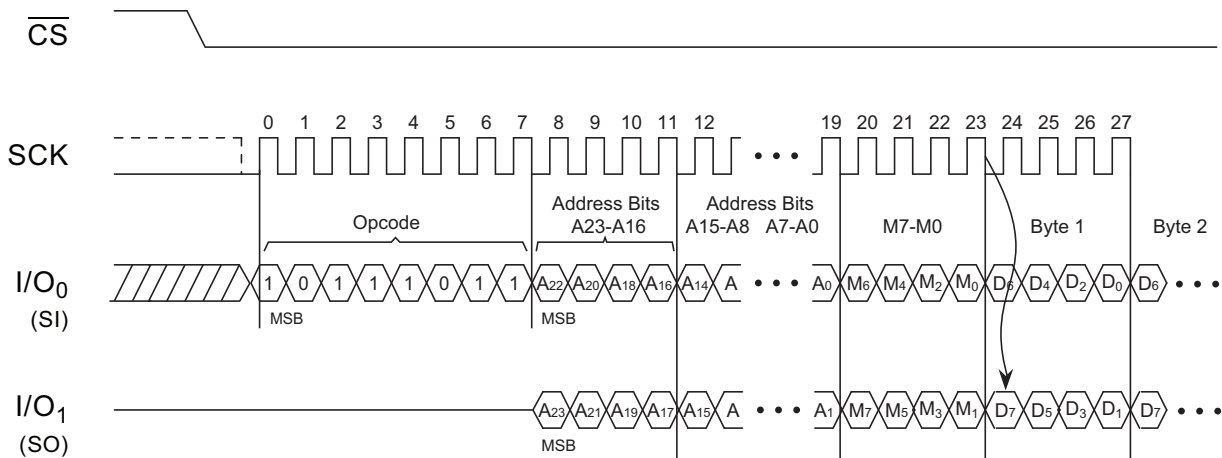 CS
SCK
0 1 2 3 4 5 6 7 8 9 10 11 12 19 20 21 22 23 24 25 26 27
Opcode
Address Bits
A23-A16
Address Bits
A15-A8 A7-A0
M7-M0
Byte 1
Byte 2
I/O0
(SI)
1 0 1 1 1 0 1 1 A22 A20 A18 A16 A14 A A0 M6 M4 M2 M0 D6 D4 D2 D0 D6
MSB MSB
I/O1
(SO)
A23 A21 A19 A17 A15 A A1 M7 M5 M3 M1 D7 D5 D3 D1 D7
MSB